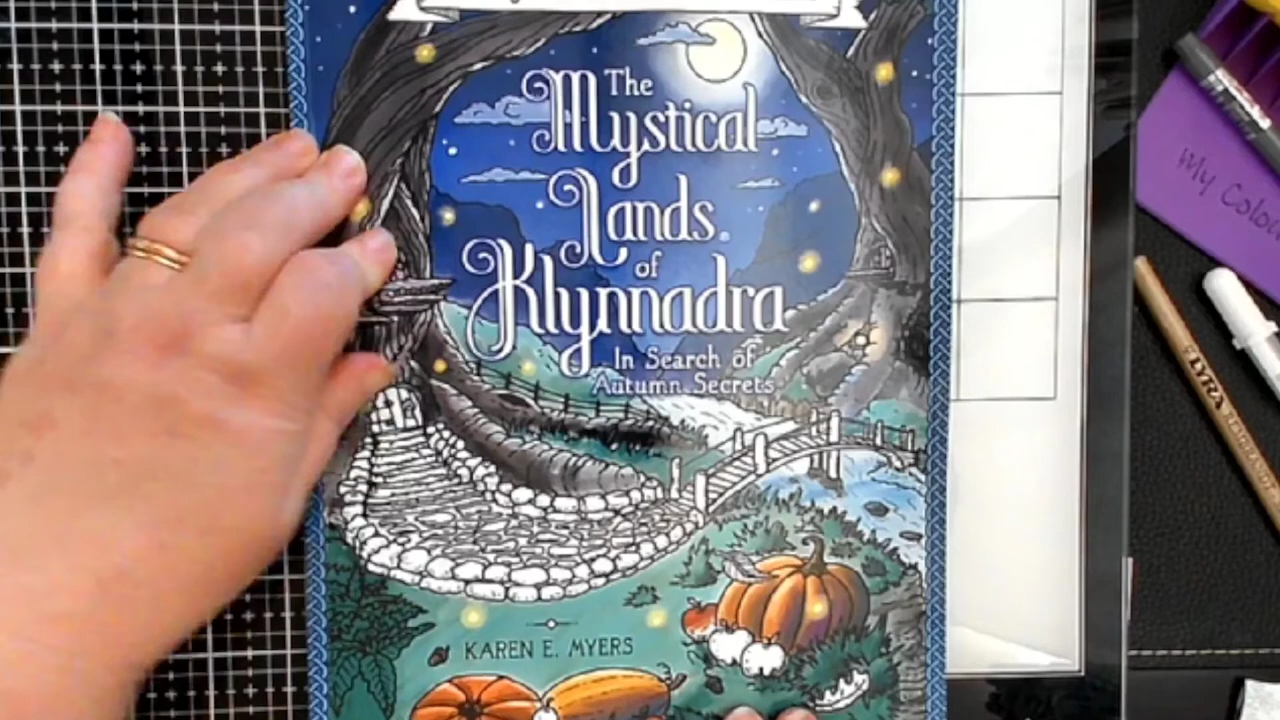 The
Mystical
Lands
of
Klynnadra
In Search of
Autumn Secrets
KAREN E. MYERS
My Colou
LYRA